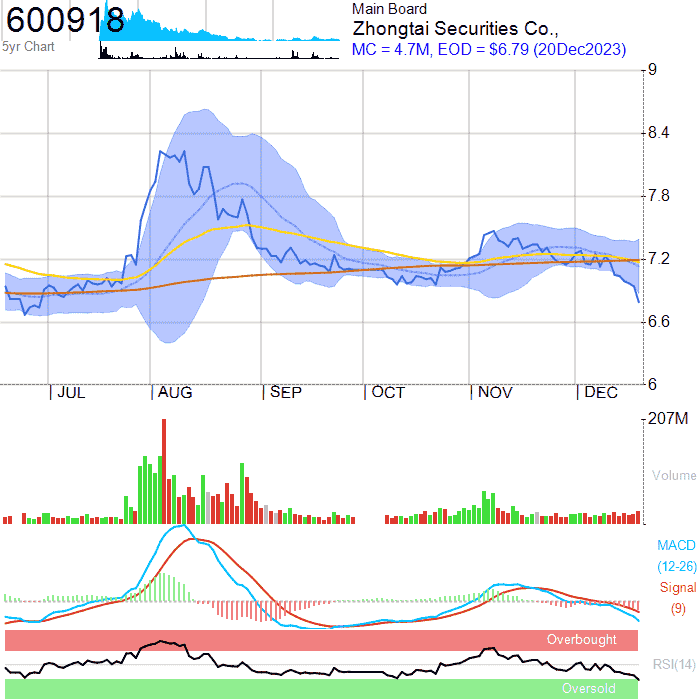 600918
5yr Chart
Main Board
Zhongtai Securities Co.,
MC = 4.7M, EOD = $6.79 (20Dec2023)
9
8.4
7.8
7.2
6.6
6
| JUL | AUG | SEP | OCT | NOV | DEC
207M
Volume
MACD
(12-26)
Signal
(9)
Overbought
RSI(14)
Oversold